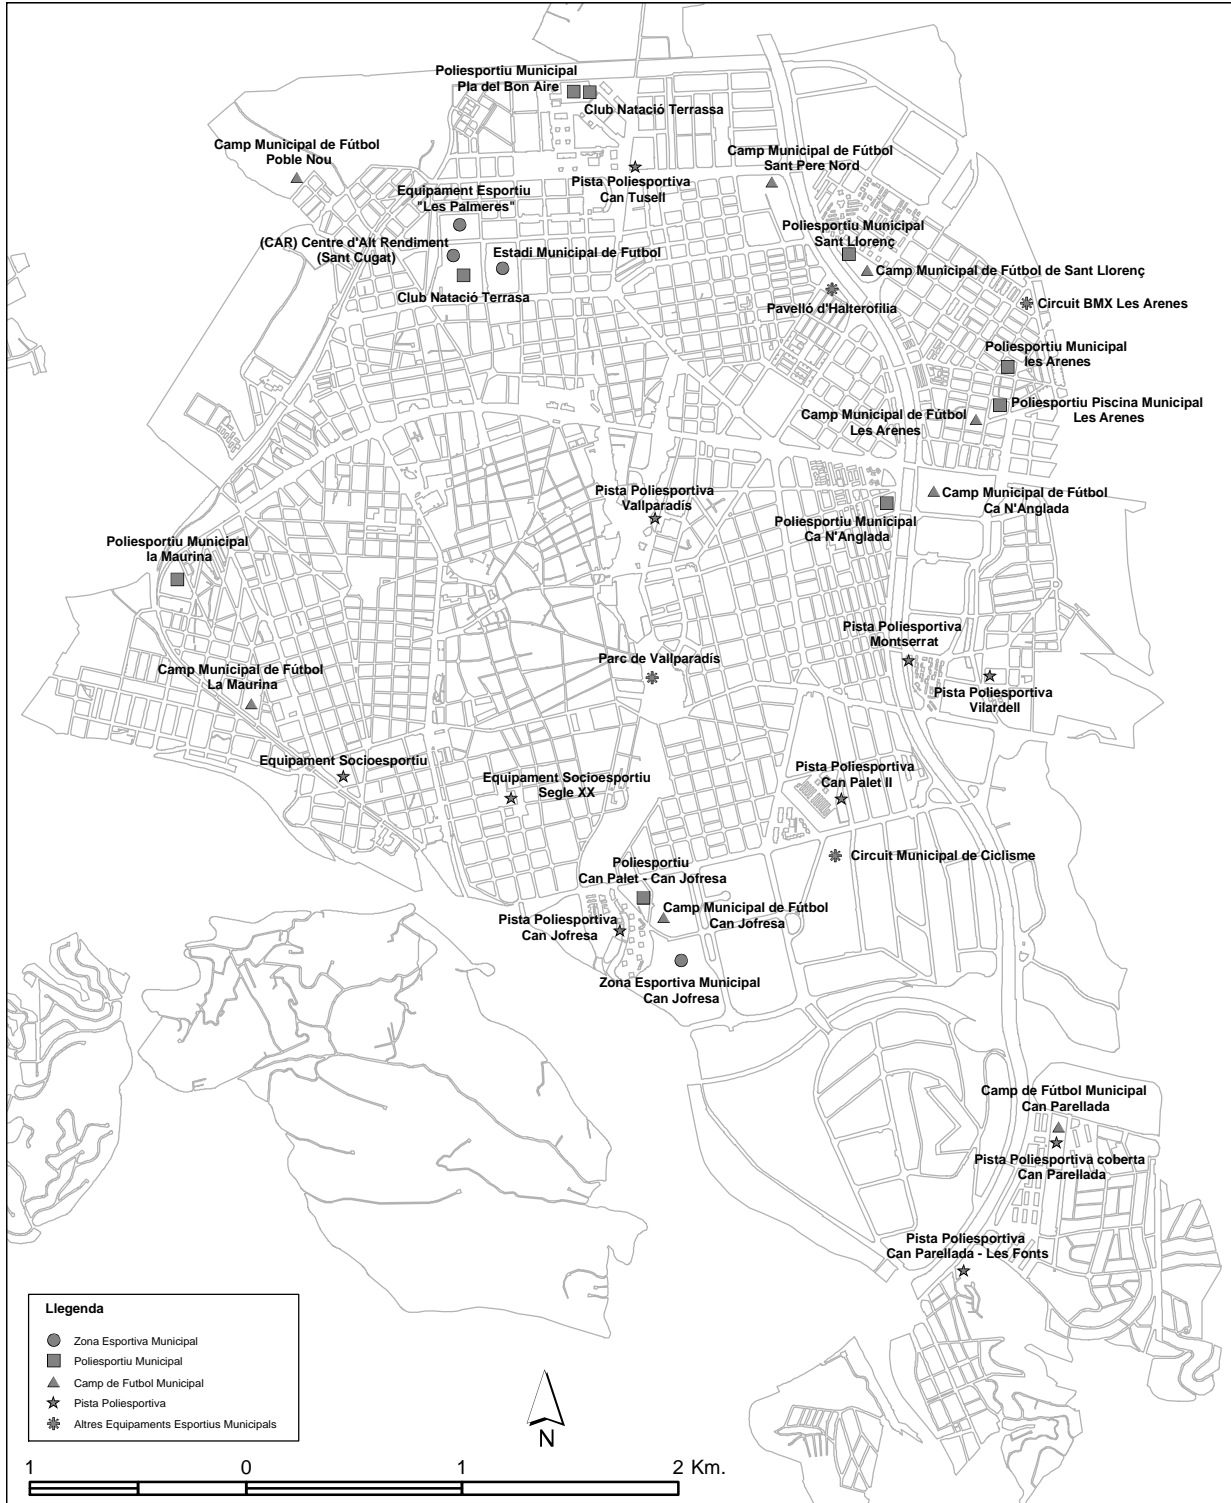 Poliesportiu Municipal
Pla del Bon Aire
Club Natació Terrassa
Camp Municipal de Fútbol
Poble Nou
Camp Municipal de Fútbol
Sant Pere Nord
Pista Poliesportiva
Can Tusell
Equipament Esportiu
"Les Palmeres"
Poliesportiu Municipal
Sant Llorenç
(CAR) Centre d'Alt Rendiment
(Sant Cugat)
Estadi Municipal de Futbol
Camp Municipal de Fútbol de Sant Llorenç
Club Natació Terrasa
Pavelló d'Halterofilia
Circuit BMX Les Arenes
Poliesportiu Municipal
les Arenes
Poliesportiu Piscina Municipal
Les Arenes
Camp Municipal de Fútbol
Les Arenes
Pista Poliesportiva
Vallparadís
Camp Municipal de Fútbol
Ca N'Anglada
Poliesportiu Municipal
Ca N'Anglada
Poliesportiu Municipal
la Maurina
Pista Poliesportiva
Montserrat
Parc de Vallparadís
Camp Municipal de Fútbol
La Maurina
Pista Poliesportiva
Vilardell
Equipament Socioesportiu
Equipament Socioesportiu
Segle XX
Pista Poliesportiva
Can Palet II
Circuit Municipal de Ciclisme
Poliesportiu
Can Palet - Can Jofresa
Camp Municipal de Fútbol
Can Jofresa
Pista Poliesportiva
Can Jofresa
Zona Esportiva Municipal
Can Jofresa
Camp de Fútbol Municipal
Can Parellada
Pista Poliesportiva coberta
Can Parellada
Pista Poliesportiva
Can Parellada - Les Fonts
Llegenda
Zona Esportiva Municipal
Poliesportiu Municipal
Camp de Futbol Municipal
Pista Poliesportiva
Altres Equipaments Esportius Municipals
N
1 0 1 2 Km.